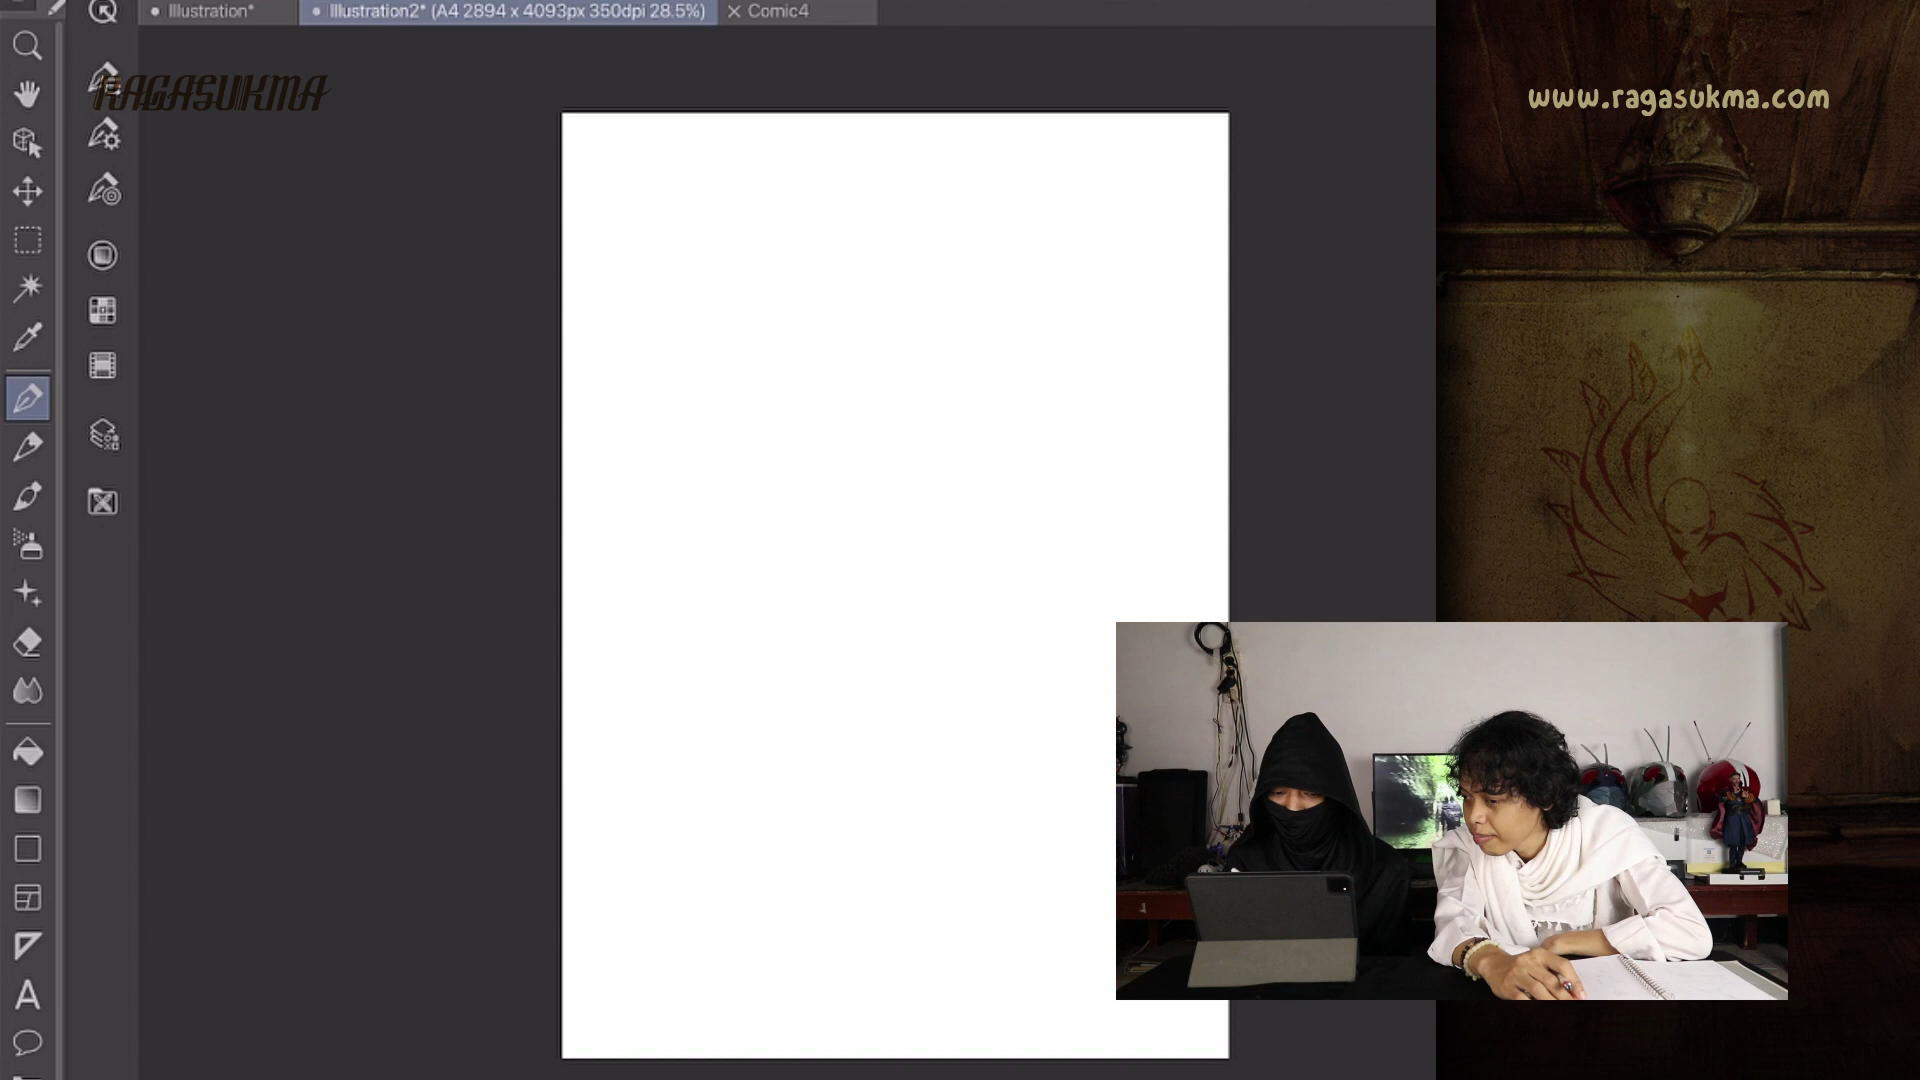 Illustration*
Illustration2* (A4 2894 x 4093px 350dpi 28.5%)
Comic4
RAGASUKMA
www.ragasukma.com
A